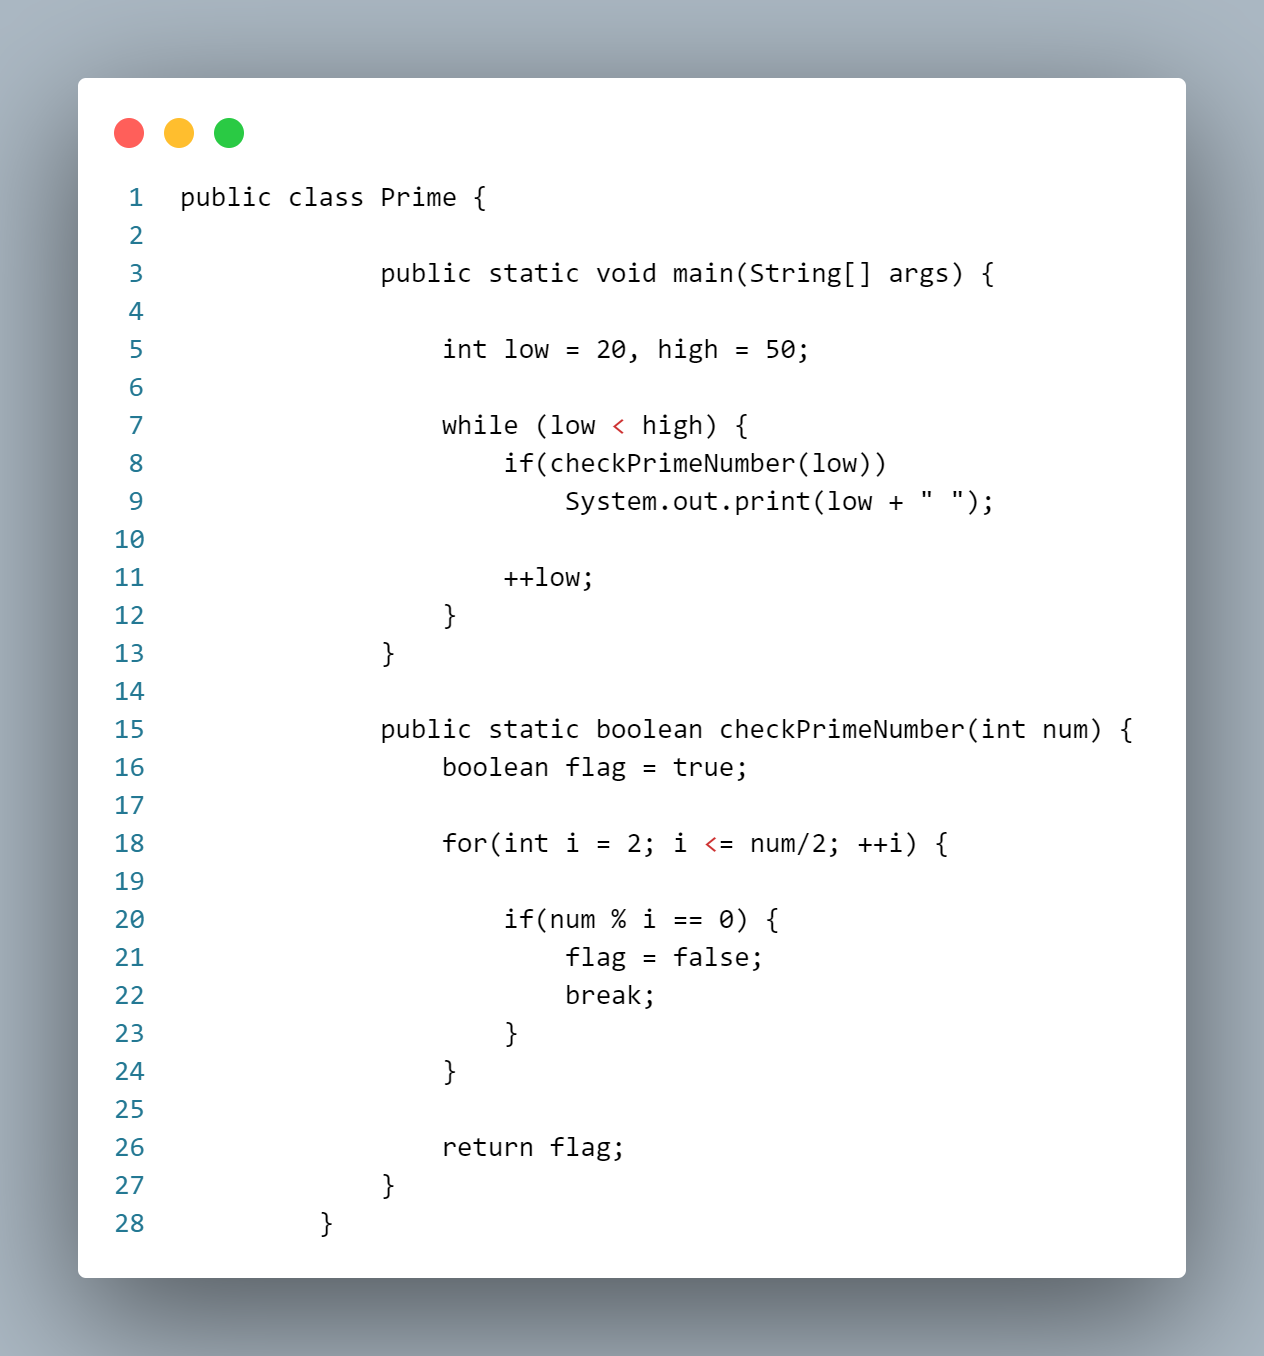 1 public class Prime {
2
3             public static void main(String[] args) {
4
5                 int low = 20, high = 50;
6
7                 while (low < high) {
8                     if(checkPrimeNumber(low))
9                         System.out.print(low + " ");
10
11                     ++low;
12                 }
13             }
14
15             public static boolean checkPrimeNumber(int num) {
16                 boolean flag = true;
17
18                 for(int i = 2; i <= num/2; ++i) {
19
20                     if(num % i == 0) {
21                         flag = false;
22                         break;
23                     }
24                 }
25
26                 return flag;
27             }
28         }